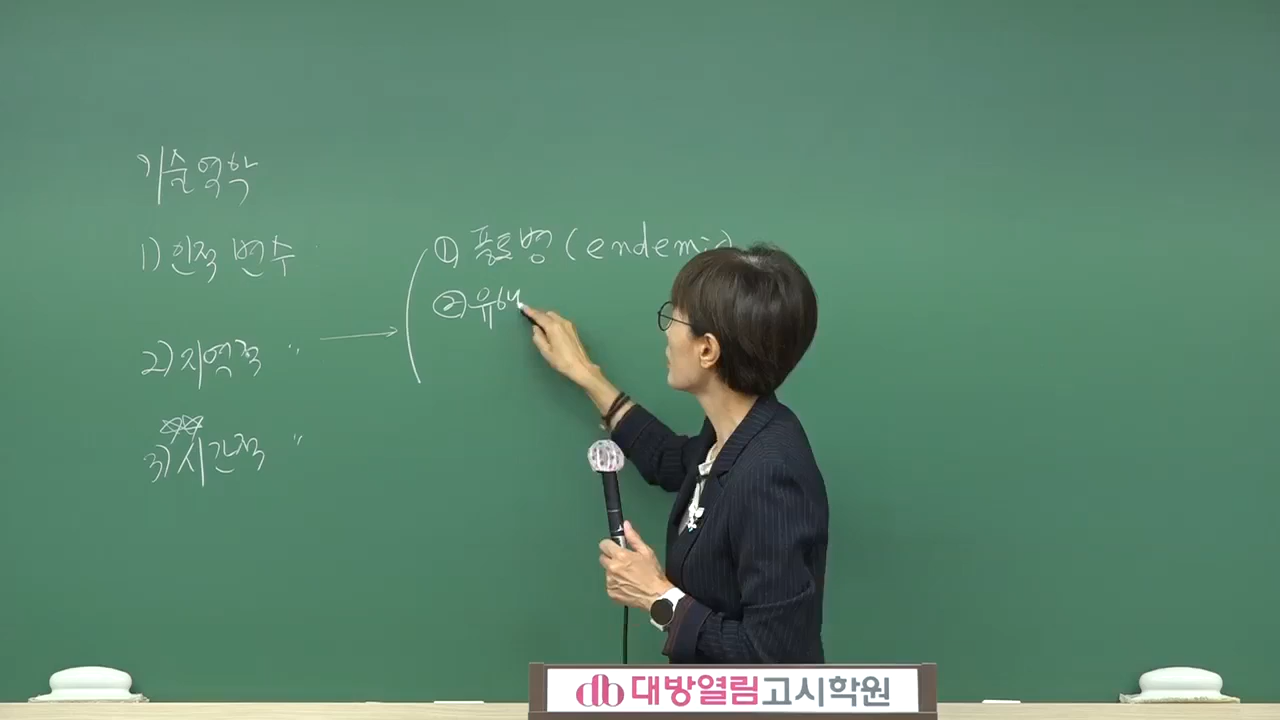 기술역학
1) 인적 변수
2) 지역적 〃
3) 시간적 〃
① 풍토병 (endemic)
② 유행
대방열림고시학원